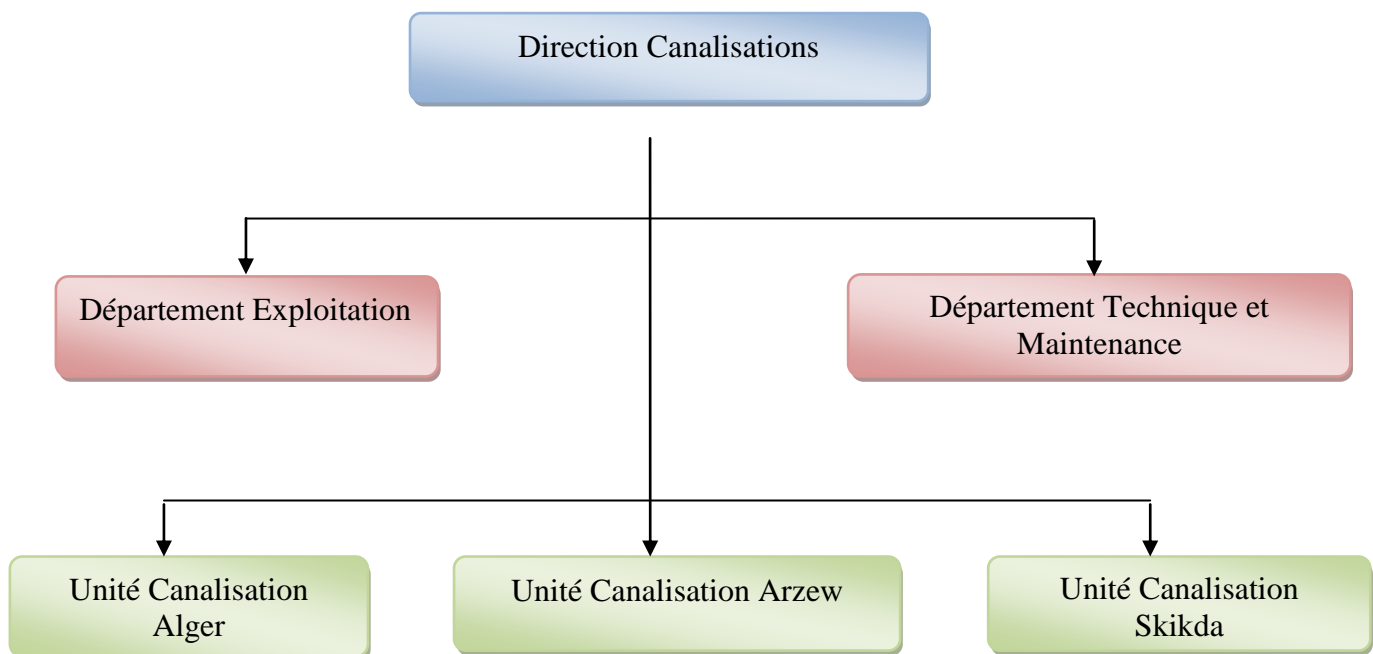 Direction Canalisations
Département Exploitation
Département Technique et
Maintenance
Unité Canalisation
Alger
Unité Canalisation Arzew
Unité Canalisation
Skikda